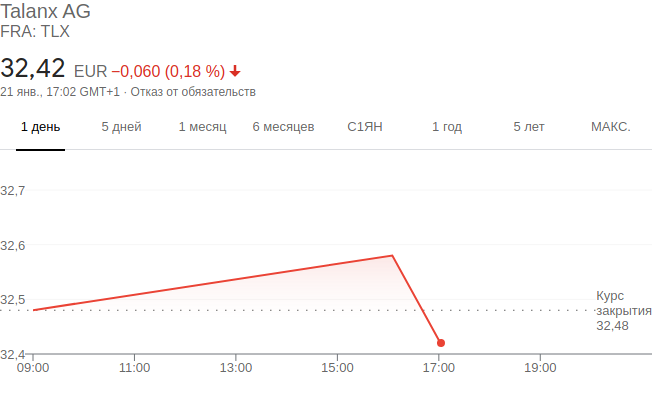 Talanx AG
FRA: TLX
32,42 EUR −0,060 (0,18 %)
21 янв., 17:02 GMT+1 · Отказ от обязательств
1 день 5 дней 1 месяц 6 месяцев С1ЯН 1 год 5 лет МАКС.
32,7
32,6
32,5
32,4
Курс
закрытия
32,48
09:00 11:00 13:00 15:00 17:00 19:00